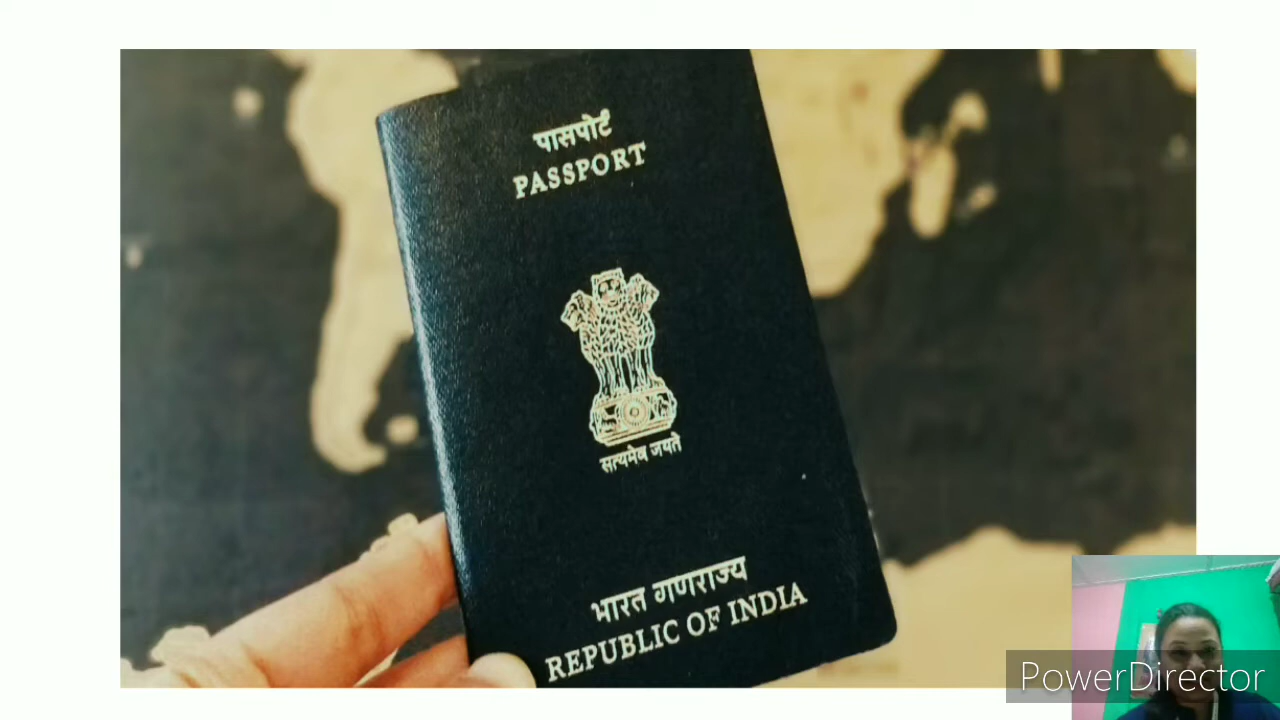 पासपोर्ट
PASSPORT
सत्यमेव जयते
भारत गणराज्य
REPUBLIC OF INDIA
PowerDirector